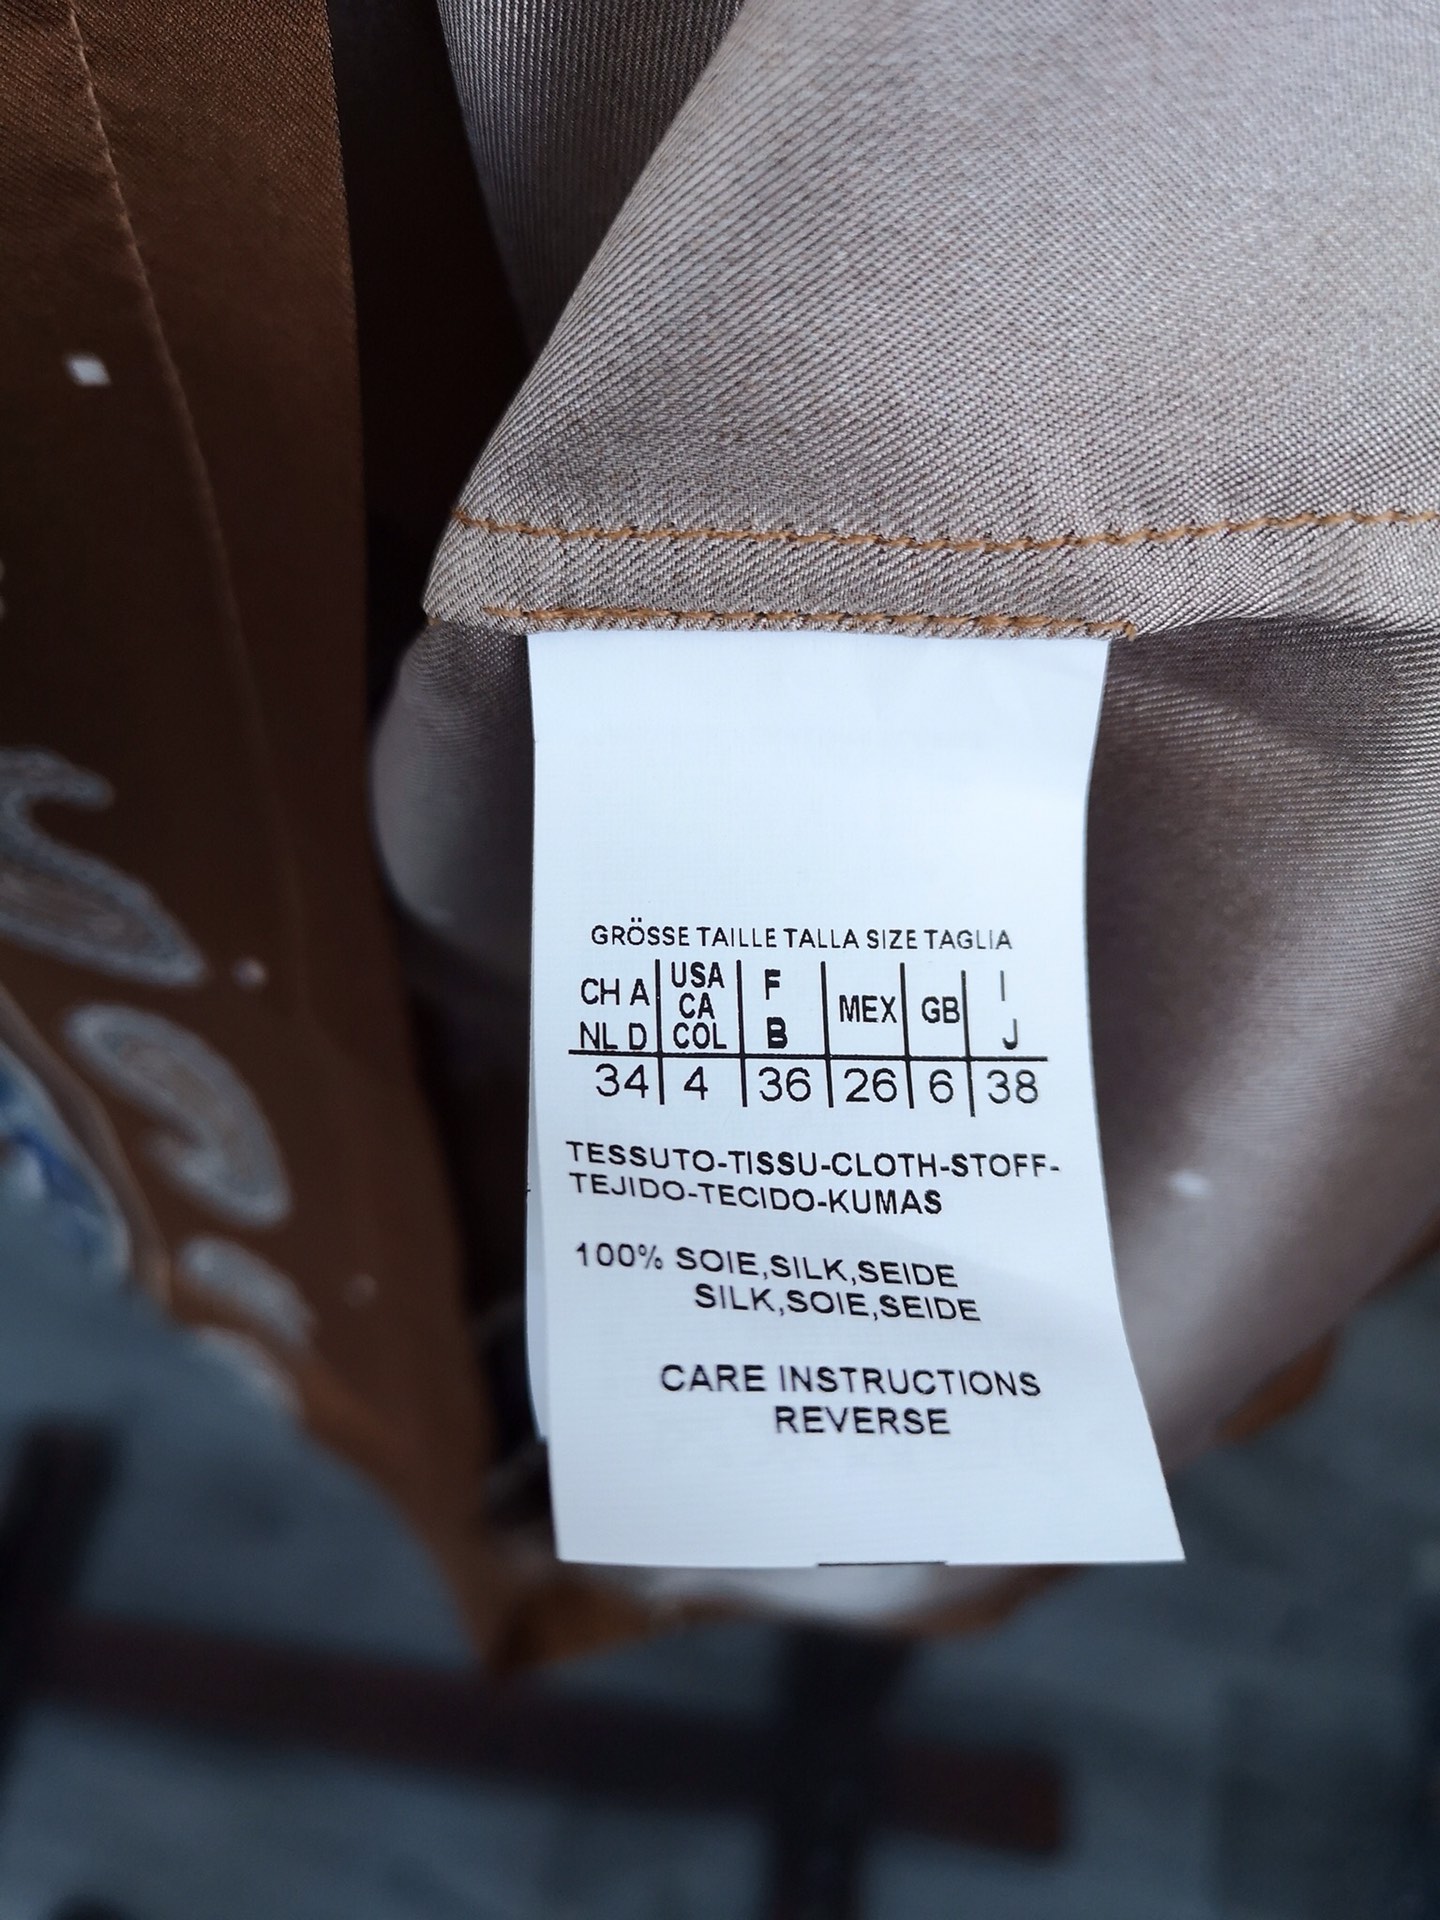 GRÖSSE TAILLE TALLA SIZE TAGLIA
CH A USA F MEX GB I
NL D CA B J
COL
34 4 36 26 6 38
TESSUTO-TISSU-CLOTH-STOFF-
TEJIDO-TECIDO-KUMAS
100% SOIE,SILK,SEIDE
SILK,SOIE,SEIDE
CARE INSTRUCTIONS
REVERSE